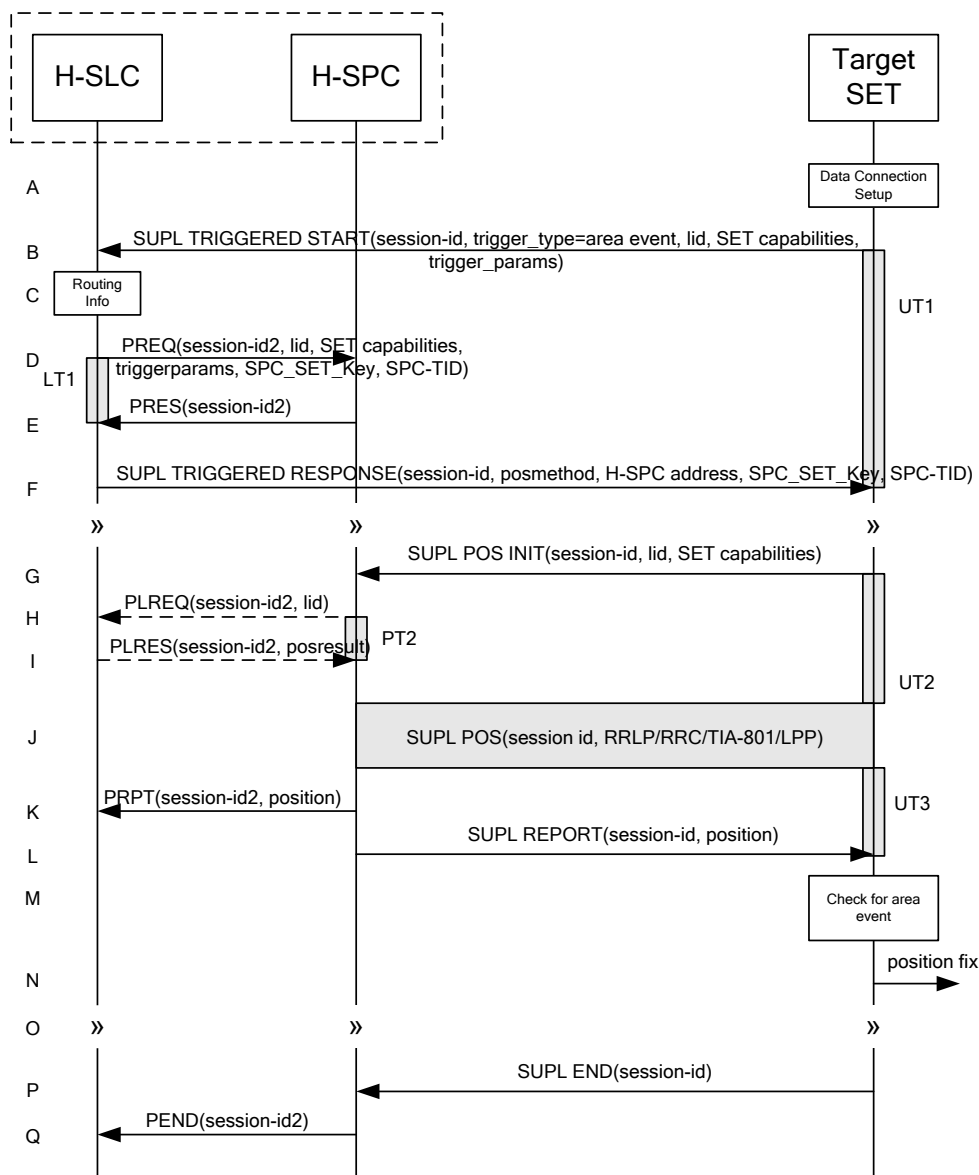 H-SLC
H-SPC
Target
SET
A
Data Connection
Setup
B
SUPL TRIGGERED START(session-id, trigger_type=area event, lid, SET capabilities,
trigger_params)
C
Routing
Info
UT1
D
PREQ(session-id2, lid, SET capabilities,
triggerparams, SPC_SET_Key, SPC-TID)
LT1
E
PRES(session-id2)
F
SUPL TRIGGERED RESPONSE(session-id, posmethod, H-SPC address, SPC_SET_Key, SPC-TID)
» » »
G
SUPL POS INIT(session-id, lid, SET capabilities)
H
PLREQ(session-id2, lid)
PT2
I
PLRES(session-id2, posresult)
UT2
J
SUPL POS(session id, RRLP/RRC/TIA-801/LPP)
K
PRPT(session-id2, position)
UT3
L
SUPL REPORT(session-id, position)
M
Check for area
event
N
position fix
O
» » »
P
SUPL END(session-id)
Q
PEND(session-id2)